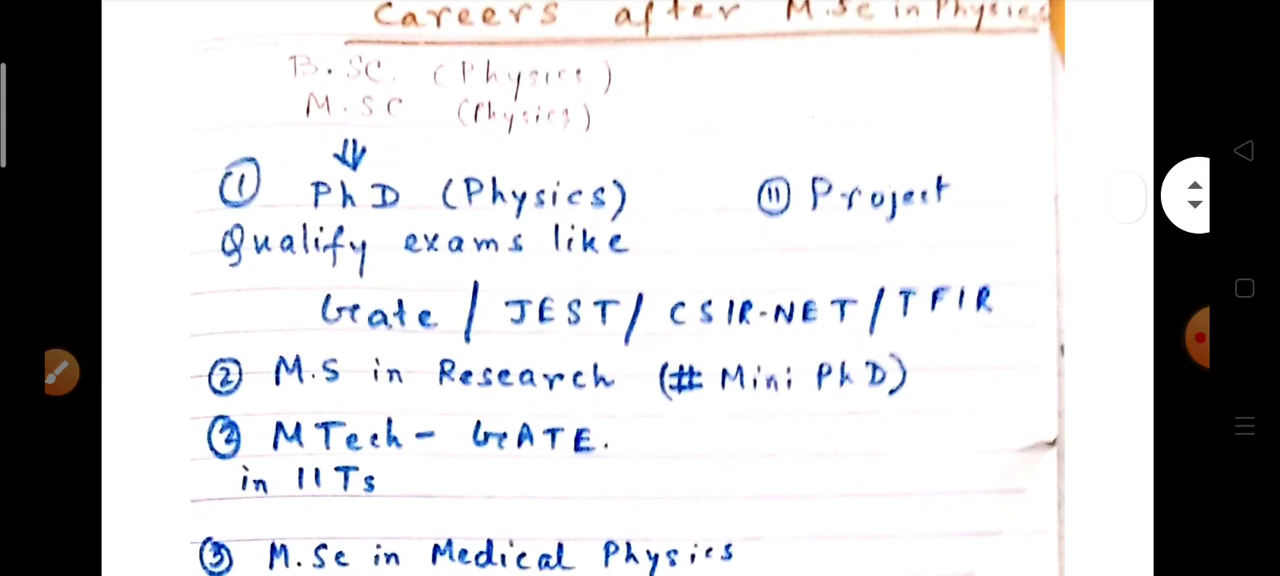 Careers after M.Sc in Physics
B.SC. (Physics)
M.SC (Physics)
① PhD (Physics)
⑪ Project
Qualify exams like
Gate / JEST / CSIR-NET / TFIR
② M.S in Research (# Mini PhD)
② MTech - GATE.
in IITs
③ M.Sc in Medical Physics